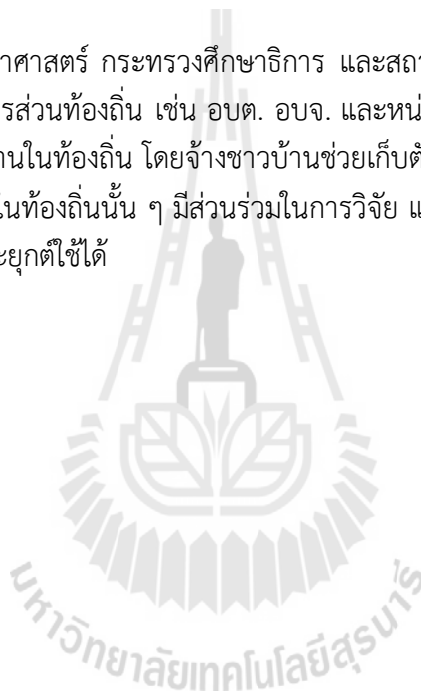 าศาสตร์ กระทรวงศึกษาธิการ และสถา
รส่วนท้องถิ่น เช่น อบต. อบจ. และหน่
านในท้องถิ่น โดยจ้างชาวบ้านช่วยเก็บตั
ในท้องถิ่นนั้น ๆ มีส่วนร่วมในการวิจัย แ
ะยุกต์ใช้ได้
มหาวิทยาลัยเทคโนโลยีสุรนารี